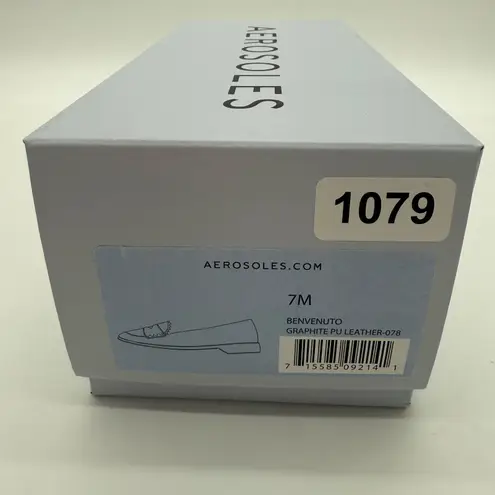 AEROSOLES
1079
AEROSOLES.COM
7M
BENVENUTO
GRAPHITE PU LEATHER-078
7 15585 09214 1